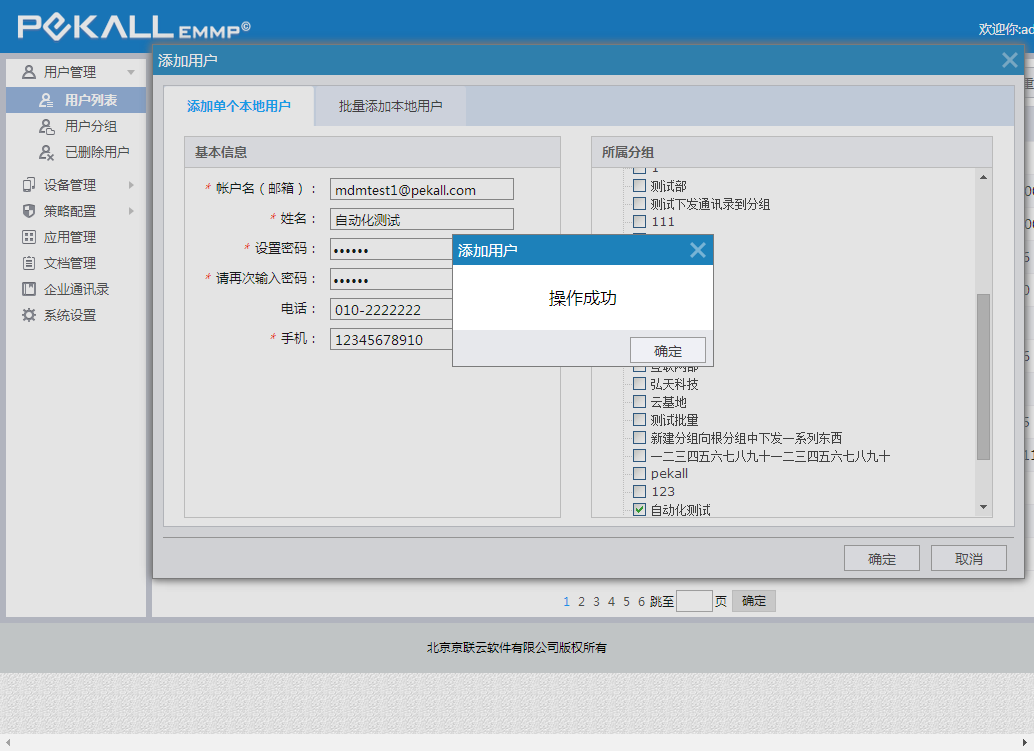 PEKALL EMMP©
欢迎你:ad
用户管理
用户列表
用户分组
已删除用户
设备管理
策略配置
应用管理
文档管理
企业通讯录
系统设置
添加用户
添加单个本地用户
批量添加本地用户
基本信息
* 帐户名（邮箱）：
mdmtest1@pekall.com
* 姓名：
自动化测试
* 设置密码：
••••••
* 请再次输入密码：
••••••
电话：
010-2222222
* 手机：
12345678910
所属分组
1
测试部
测试下发通讯录到分组
111
互联网部
弘天科技
云基地
测试批量
新建分组向根分组中下发一系列东西
一二三四五六七八九十一二三四五六七八九十
pekall
123
自动化测试
添加用户
操作成功
确定
确定
取消
1 2 3 4 5 6 跳至 页 确定
北京京联云软件有限公司版权所有